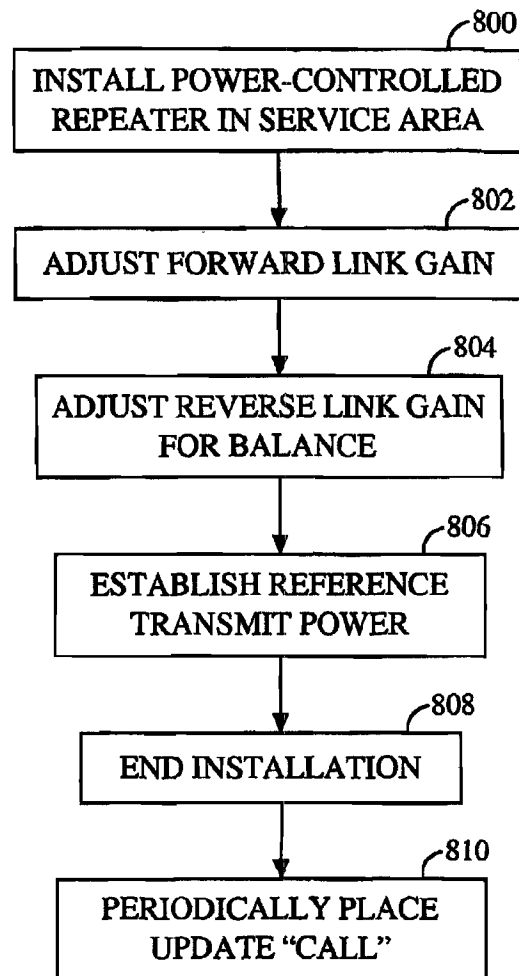 800
INSTALL POWER-CONTROLLED
REPEATER IN SERVICE AREA
802
ADJUST FORWARD LINK GAIN
804
ADJUST REVERSE LINK GAIN
FOR BALANCE
806
ESTABLISH REFERENCE
TRANSMIT POWER
808
END INSTALLATION
810
PERIODICALLY PLACE
UPDATE “CALL”